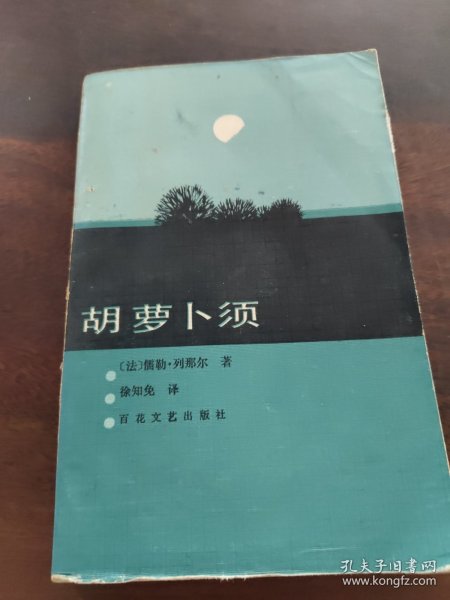 胡萝卜须
〔法〕儒勒·列那尔 著
徐知免 译
百花文艺出版社
孔夫子旧书网
www.kongfz.com